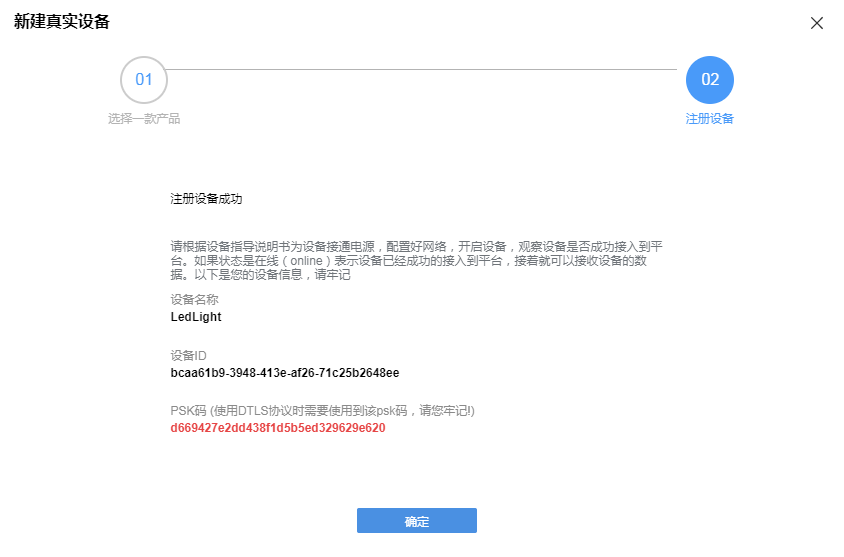 新建真实设备
01
02
选择一款产品
注册设备
注册设备成功
请根据设备指导说明书为设备接通电源，配置好网络，开启设备，观察设备是否成功接入到平
台。如果状态是在线（online）表示设备已经成功的接入到平台，接着就可以接收设备的数
据。以下是您的设备信息，请牢记
设备名称
LedLight
设备ID
bcaa61b9-3948-413e-af26-71c25b2648ee
PSK码 (使用DTLS协议时需要使用到该psk码，请您牢记!)
d669427e2dd438f1d5b5ed329629e620
确定